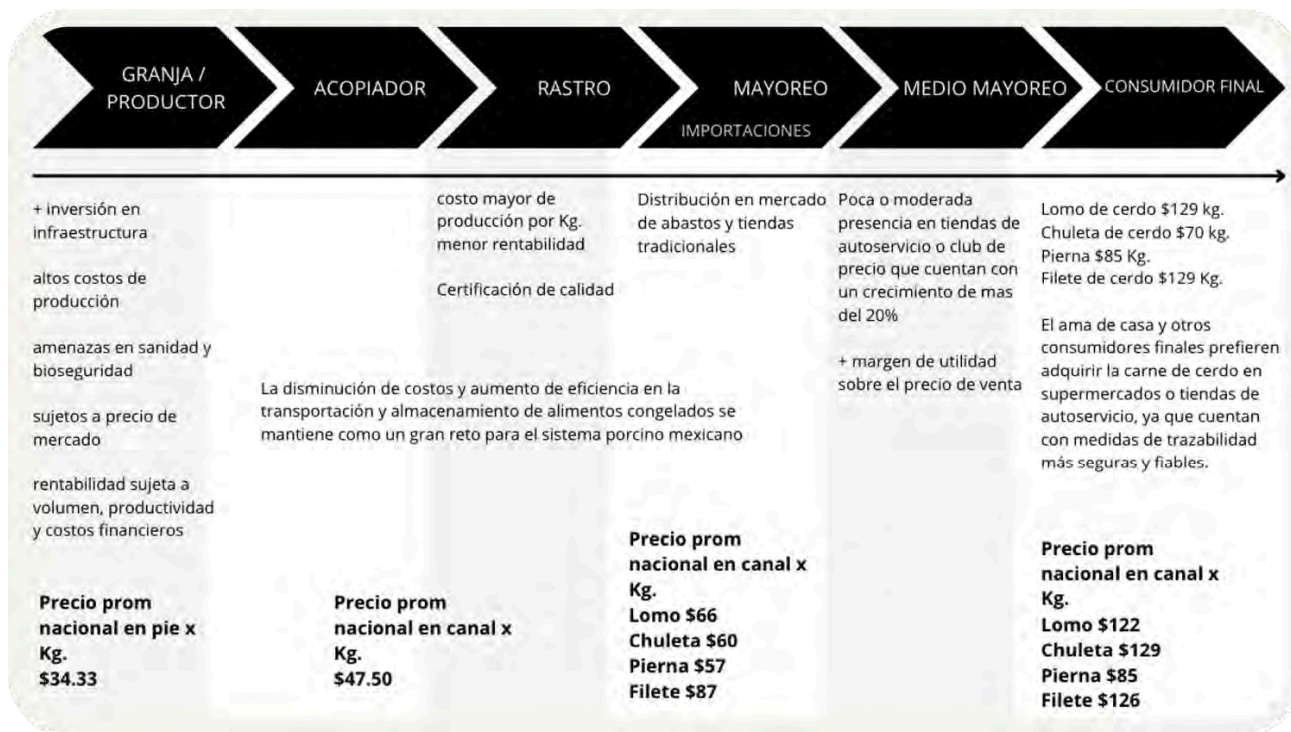 GRANJA /
PRODUCTOR
ACOPIADOR
RASTRO
MAYOREO
IMPORTACIONES
MEDIO MAYOREO
CONSUMIDOR FINAL
+ inversión en
infraestructura
altos costos de
producción
amenazas en sanidad y
bioseguridad
sujetos a precio de
mercado
rentabilidad sujeta a
volumen, productividad
y costos financieros
Precio prom
nacional en pie x
Kg.
$34.33
La disminución de costos y aumento de eficiencia en la
transportación y almacenamiento de alimentos congelados se
mantiene como un gran reto para el sistema porcino mexicano
Precio prom
nacional en canal x
Kg.
$47.50
costo mayor de
producción por Kg.
menor rentabilidad
Certificación de calidad
Distribución en mercado
de abastos y tiendas
tradicionales
Precio prom
nacional en canal x
Kg.
Lomo $66
Chuleta $60
Pierna $57
Filete $87
Poca o moderada
presencia en tiendas de
autoservicio o club de
precio que cuentan con
un crecimiento de mas
del 20%
+ margen de utilidad
sobre el precio de venta
Lomo de cerdo $129 kg.
Chuleta de cerdo $70 kg.
Pierna $85 Kg.
Filete de cerdo $129 Kg.
El ama de casa y otros
consumidores finales prefieren
adquirir la carne de cerdo en
supermercados o tiendas de
autoservicio, ya que cuentan
con medidas de trazabilidad
más seguras y fiables.
Precio prom
nacional en canal x
Kg.
Lomo $122
Chuleta $129
Pierna $85
Filete $126